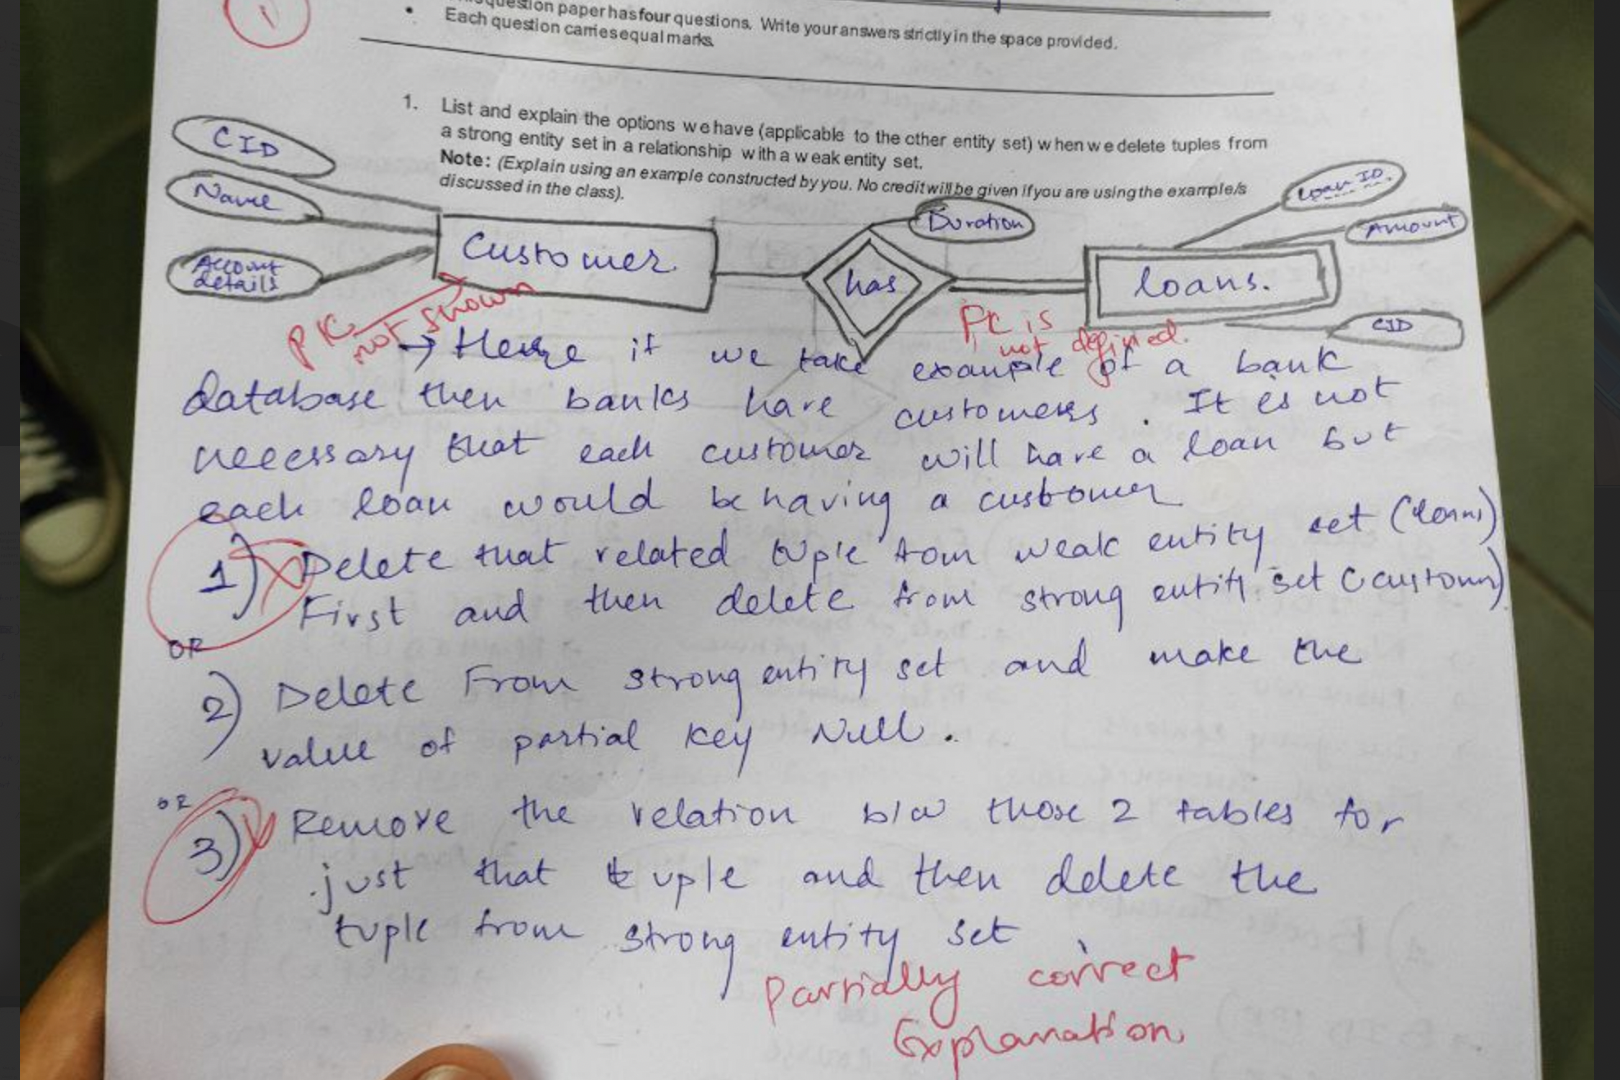 question paper has four questions. Write your answers strictly in the space provided.
• Each question carries equal marks.
1. List and explain the options we have (applicable to the other entity set) when we delete tuples from
a strong entity set in a relationship with a weak entity set.
Note: (Explain using an example constructed by you. No credit will be given if you are using the example/s
discussed in the class).
CID
Name
Account
details
Customer
Duration
has
Loan ID
Amount
loans.
CID
PK
not shown
PK is
not defined.
→ Hence if we take example of a bank
database then banks have customers. It is not
necessary that each customer will have a loan but
each loan would be having a customer
1) Delete that related tuple from weak entity set (loans)
First and then delete from strong entity set (custom)
OR
2) Delete From strong entity set and make the
value of partial key Null.
OR
3) Remove the relation b/w those 2 tables for
just that tuple and then delete the
tuple from strong entity set
Partially correct
Explanation